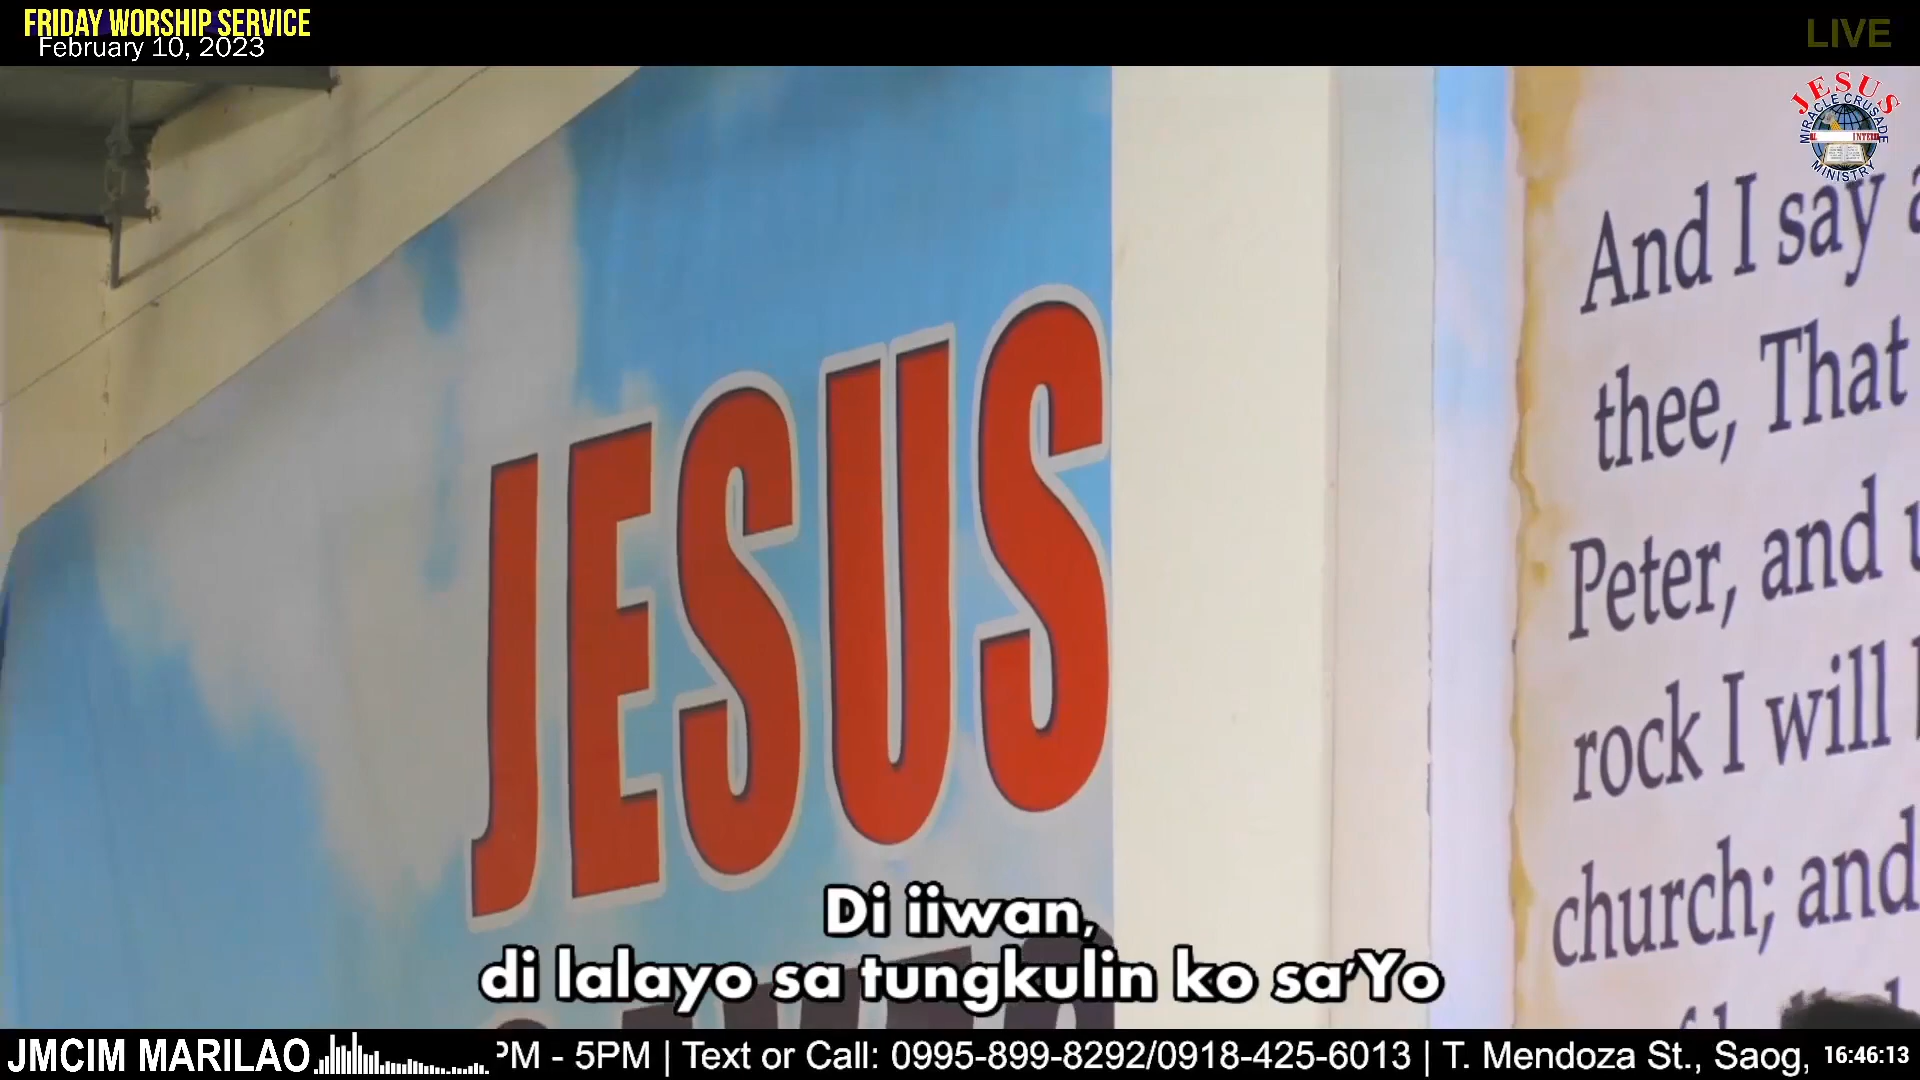 FRIDAY WORSHIP SERVICE
February 10, 2023
LIVE
JESUS
MIRACLE CRUSADE
MINISTRY
JESUS
And I say
thee, That
Peter, and
rock I will
church; and
Di iiwan,
di lalayo sa tungkulin ko sa'Yo
JMCIM MARILAO
PM - 5PM | Text or Call: 0995-899-8292/0918-425-6013 | T. Mendoza St., Saog,
16:46:13